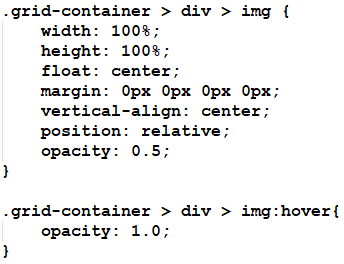 .grid-container > div > img {
    width: 100%;
    height: 100%;
    float: center;
    margin: 0px 0px 0px 0px;
    vertical-align: center;
    position: relative;
    opacity: 0.5;
}

.grid-container > div > img:hover{
    opacity: 1.0;
}